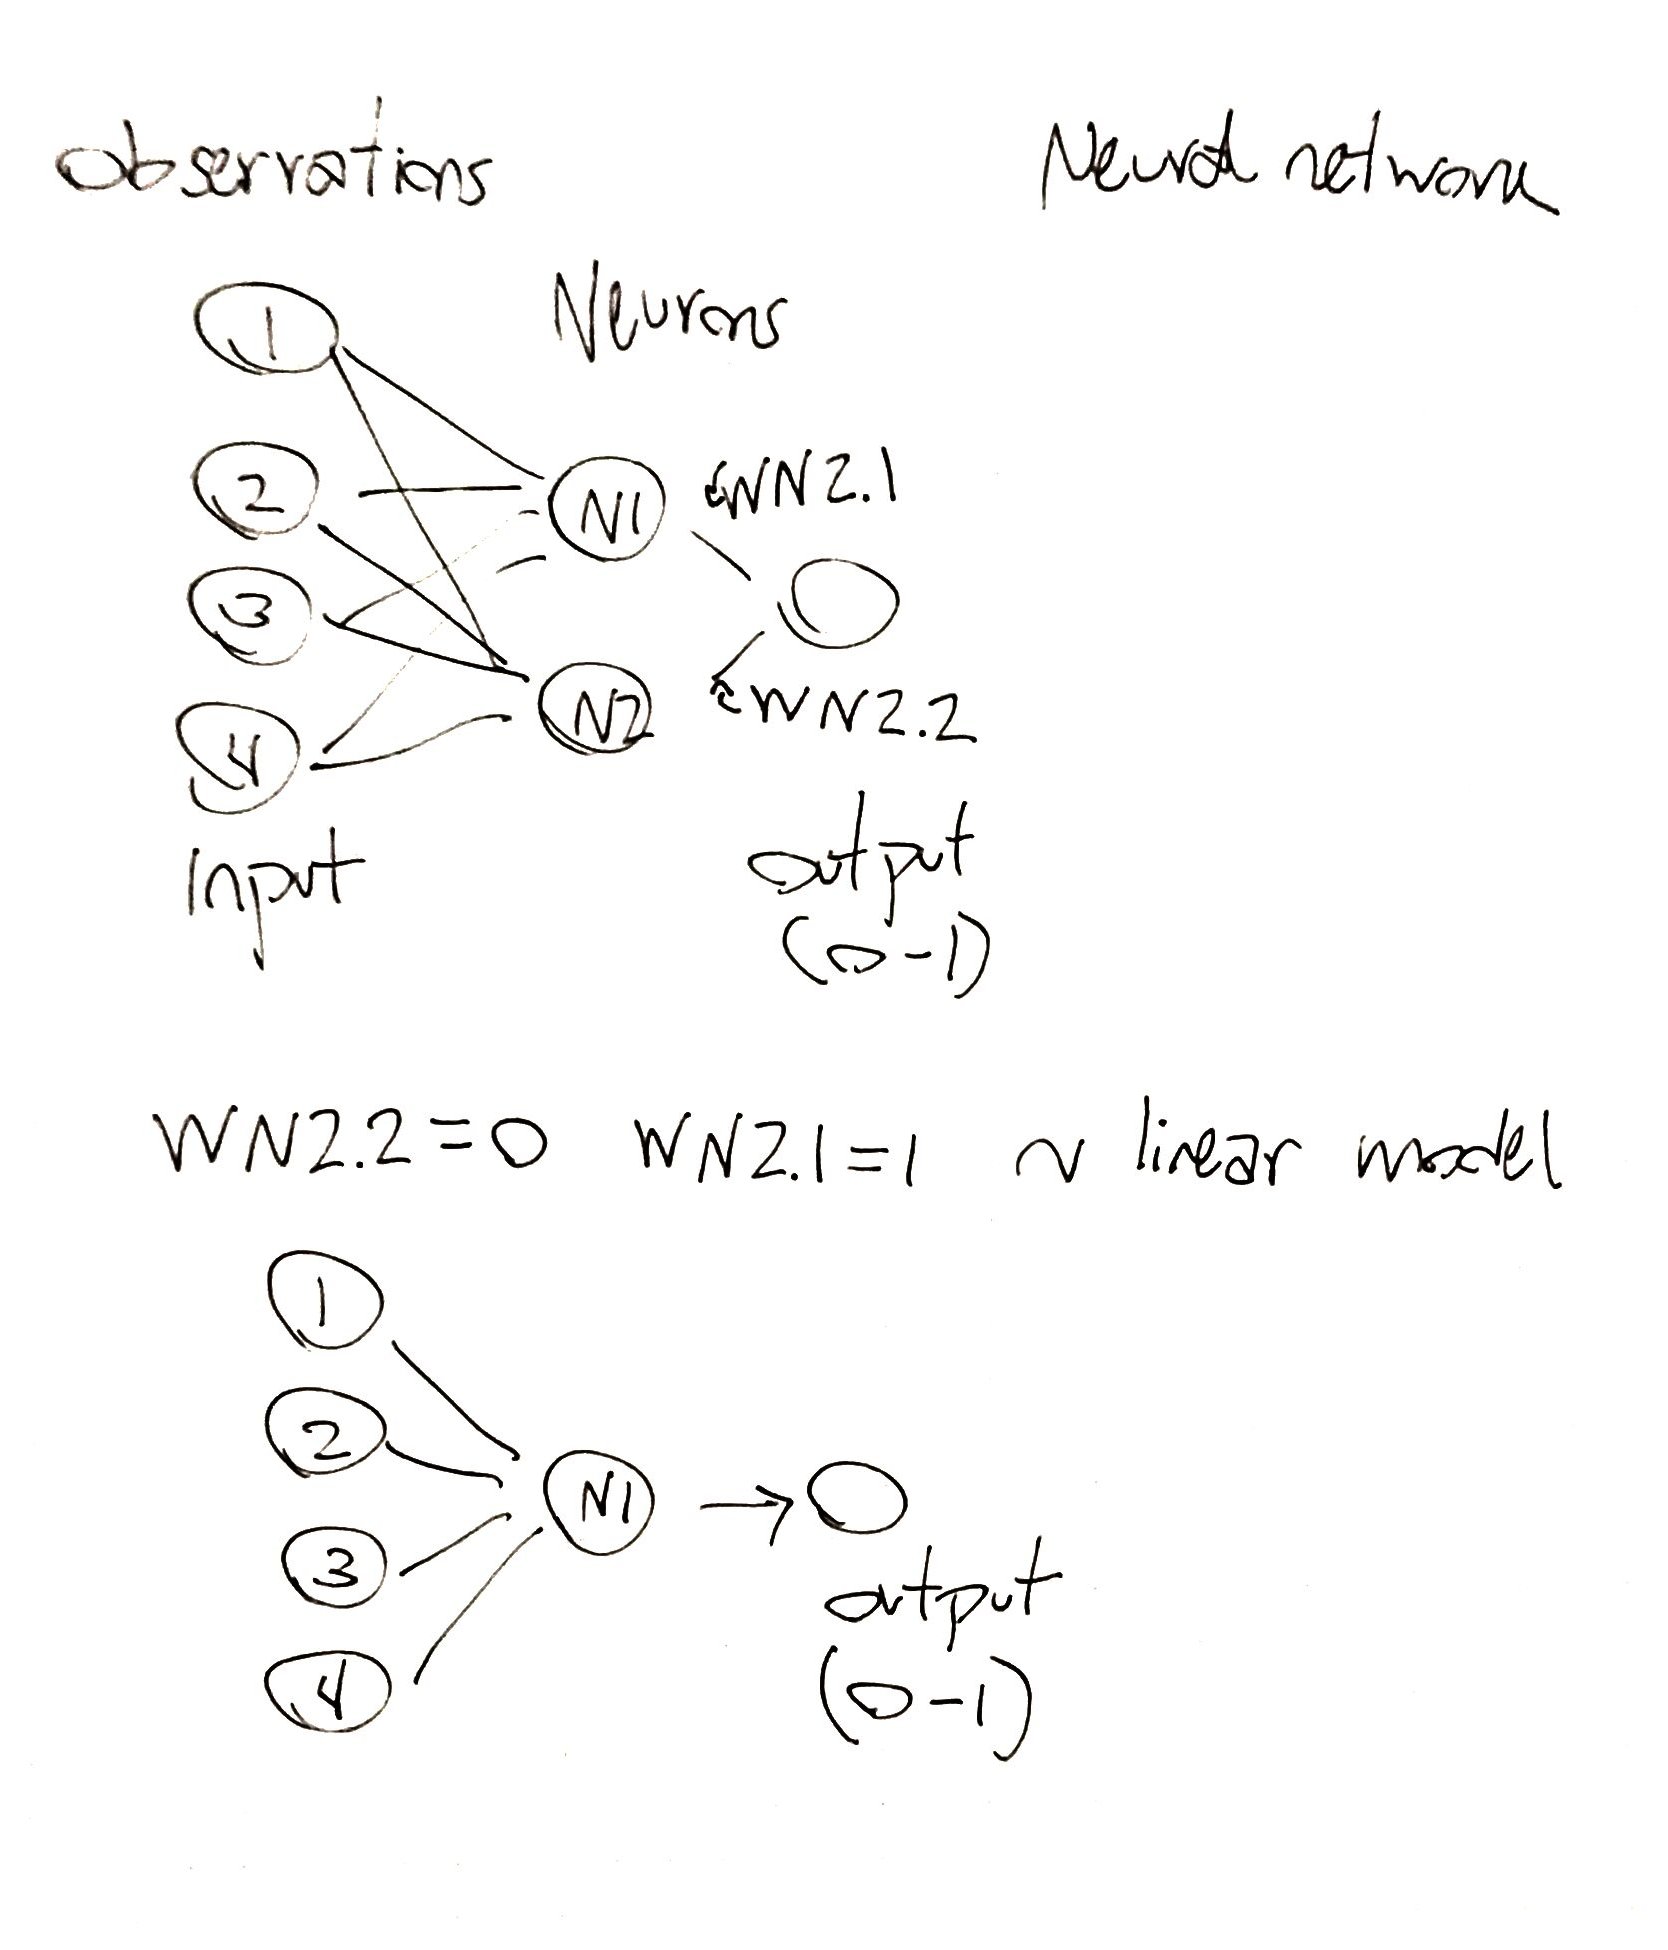 observations
Neural network
Neurons
1
2
3
4
N1
N2
WN2.1
WN2.2
input
output
(0-1)
WN2.2=0 WN2.1=1 ~ linear model
1
2
3
4
N1
output
(0-1)